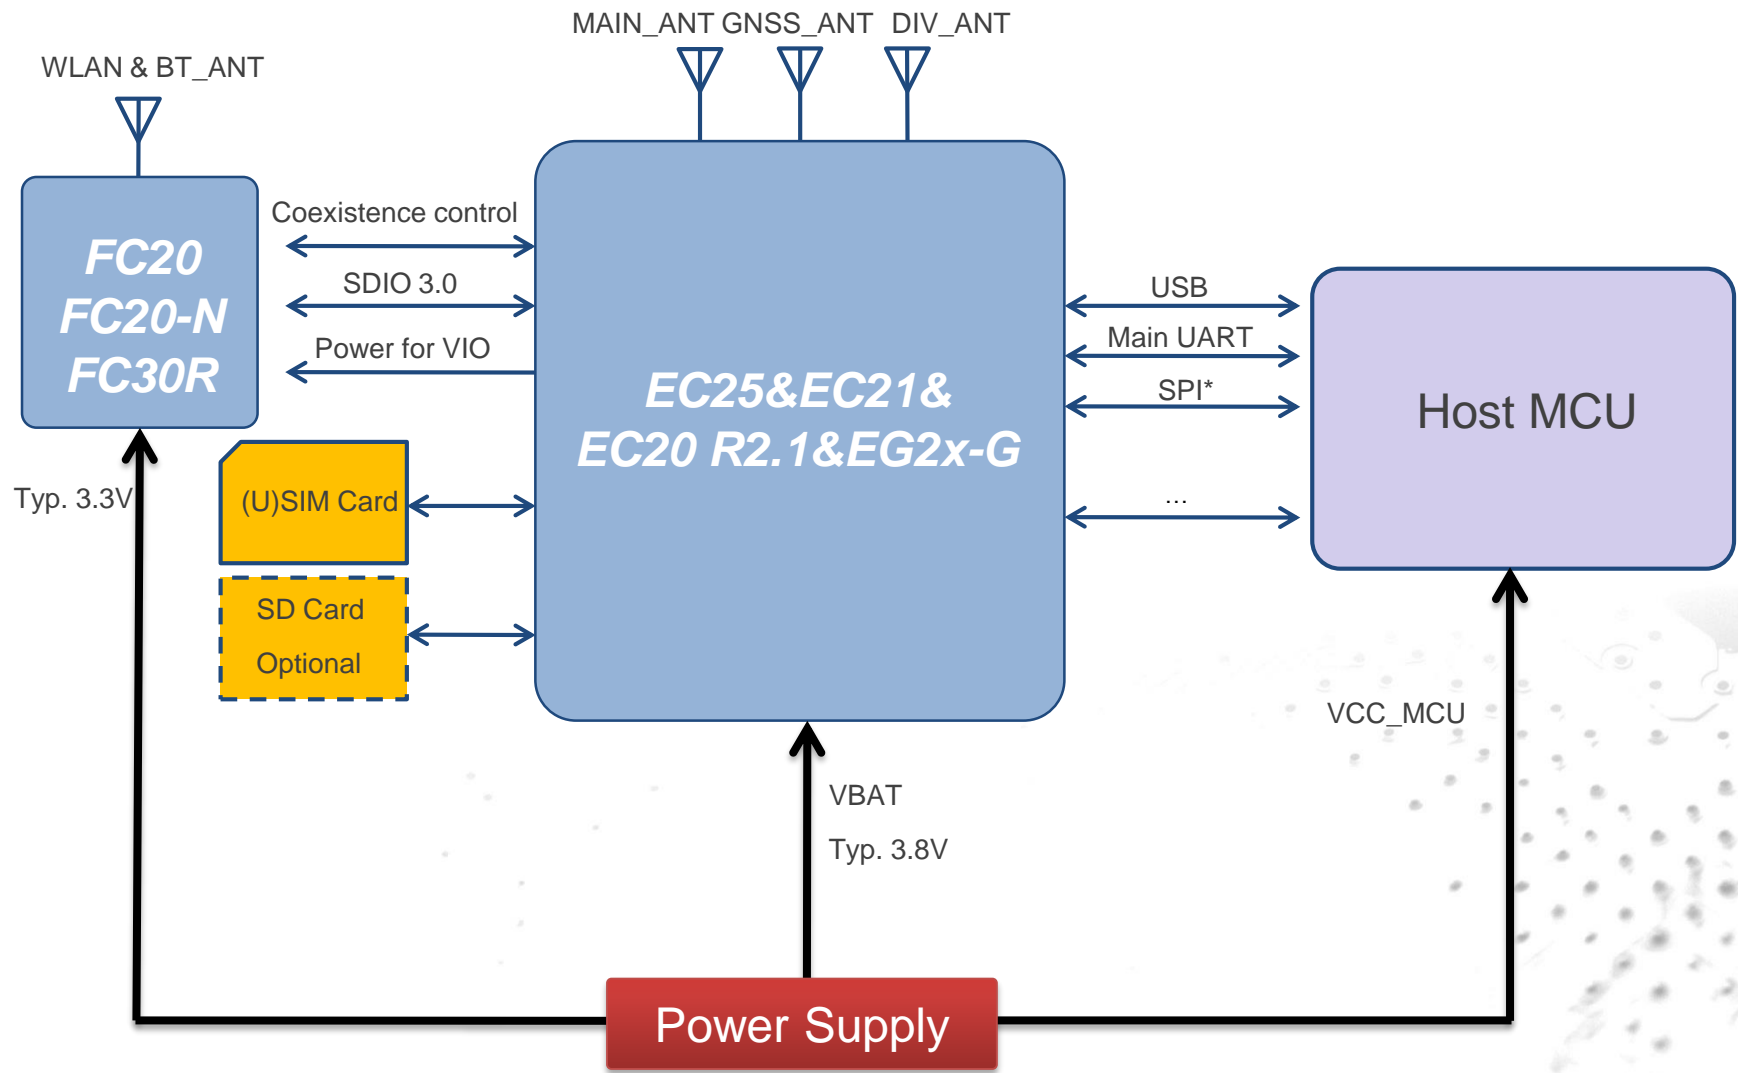 MAIN_ANT GNSS_ANT DIV_ANT
WLAN & BT_ANT
Coexistence control
FC20
FC20-N
FC30R
SDIO 3.0
Power for VIO
USB
Main UART
SPI*
...
EC25&EC21&
EC20 R2.1&EG2x-G
Host MCU
Typ. 3.3V
(U)SIM Card
SD Card
Optional
VCC_MCU
VBAT
Typ. 3.8V
Power Supply